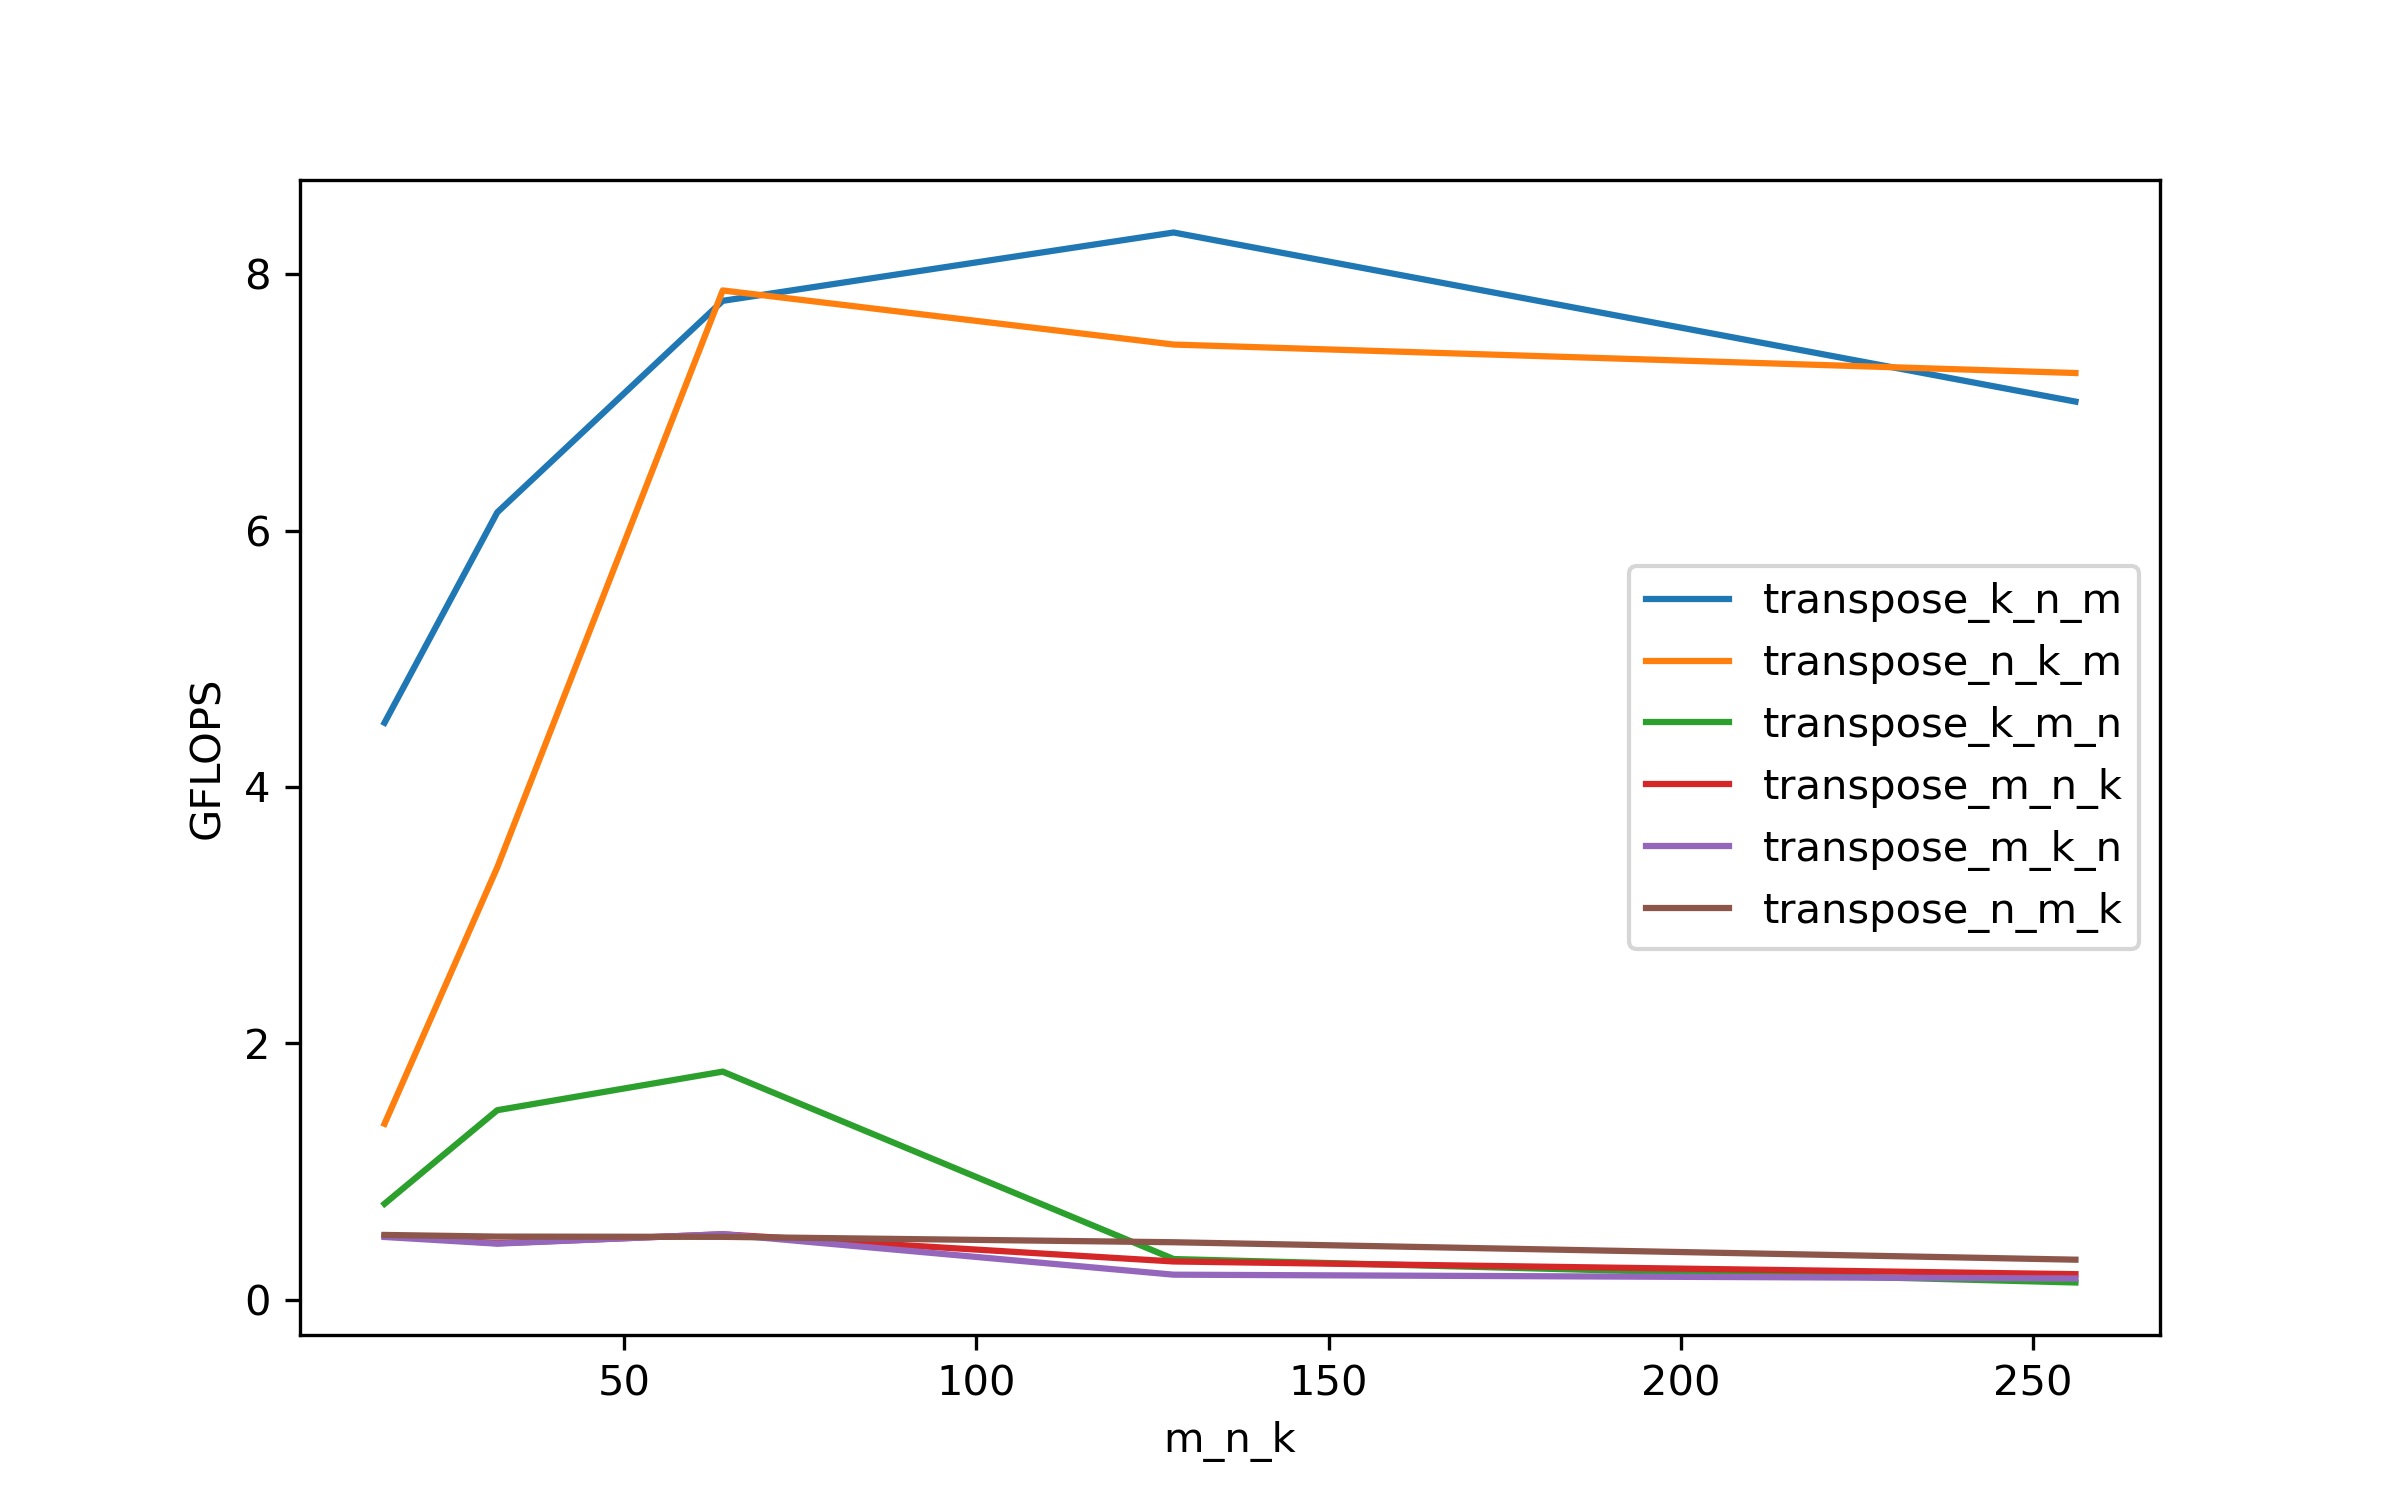 8
6
4
2
0
GFLOPS
50 100 150 200 250
m_n_k
transpose_k_n_m
transpose_n_k_m
transpose_k_m_n
transpose_m_n_k
transpose_m_k_n
transpose_n_m_k